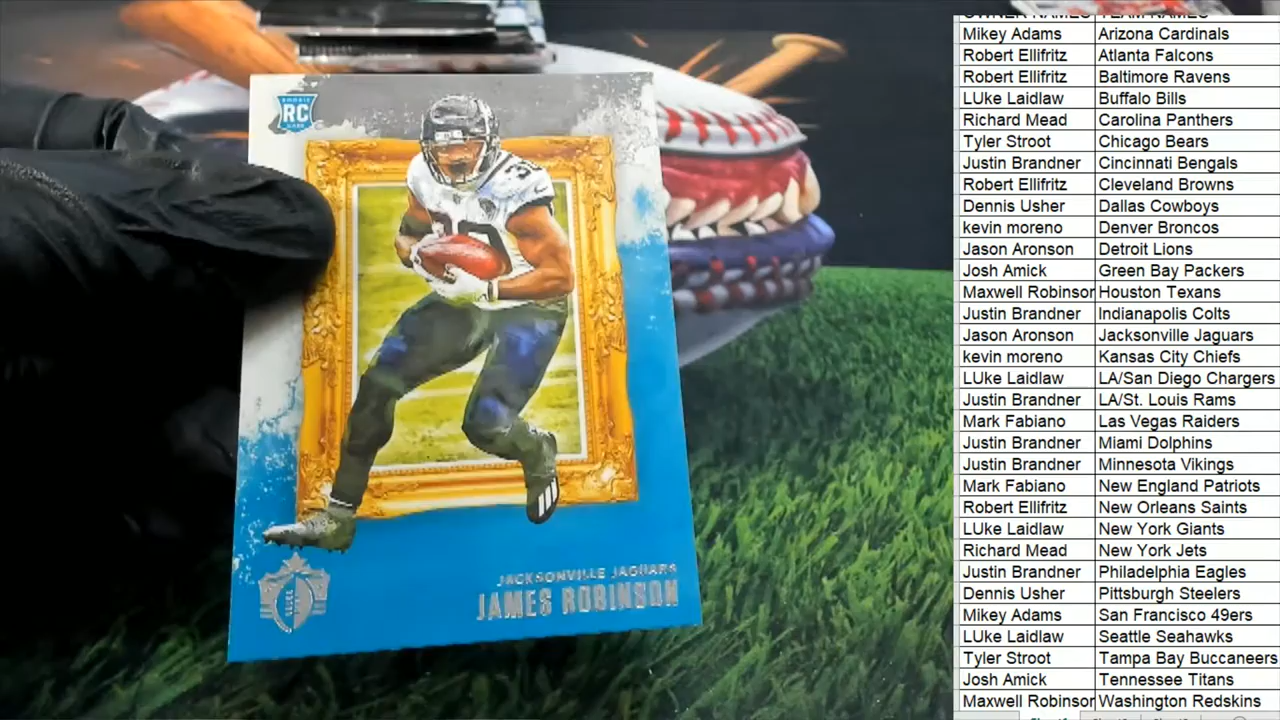 OWNER NAMES TEAM NAMES
Mikey Adams Arizona Cardinals
Robert Ellifritz Atlanta Falcons
Robert Ellifritz Baltimore Ravens
LUke Laidlaw Buffalo Bills
Richard Mead Carolina Panthers
Tyler Stroot Chicago Bears
Justin Brandner Cincinnati Bengals
Robert Ellifritz Cleveland Browns
Dennis Usher Dallas Cowboys
kevin moreno Denver Broncos
Jason Aronson Detroit Lions
Josh Amick Green Bay Packers
Maxwell Robinson Houston Texans
Justin Brandner Indianapolis Colts
Jason Aronson Jacksonville Jaguars
kevin moreno Kansas City Chiefs
LUke Laidlaw LA/San Diego Chargers
Justin Brandner LA/St. Louis Rams
Mark Fabiano Las Vegas Raiders
Justin Brandner Miami Dolphins
Justin Brandner Minnesota Vikings
Mark Fabiano New England Patriots
Robert Ellifritz New Orleans Saints
LUke Laidlaw New York Giants
Richard Mead New York Jets
Justin Brandner Philadelphia Eagles
Dennis Usher Pittsburgh Steelers
Mikey Adams San Francisco 49ers
LUke Laidlaw Seattle Seahawks
Tyler Stroot Tampa Bay Buccaneers
Josh Amick Tennessee Titans
Maxwell Robinson Washington Redskins
RC
30
JACKSONVILLE JAGUARS
JAMES ROBINSON